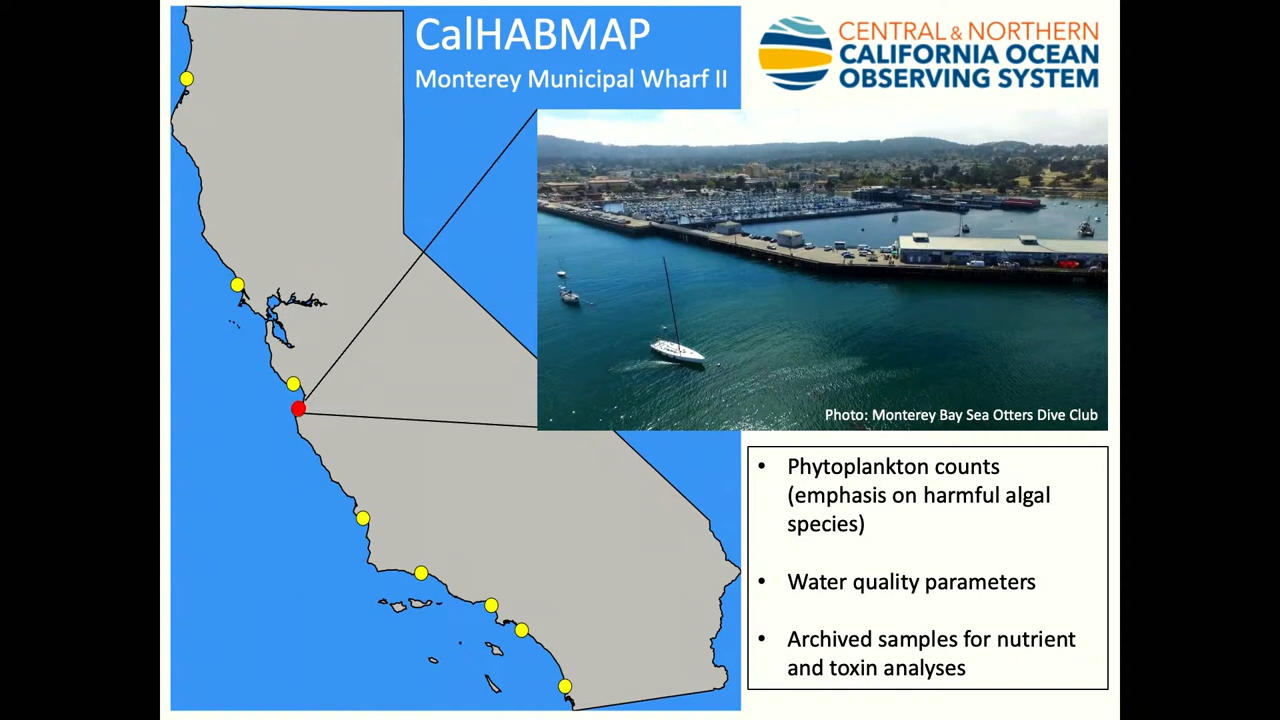 CalHABMAP
Monterey Municipal Wharf II
CENTRAL & NORTHERN
CALIFORNIA OCEAN
OBSERVING SYSTEM
Photo: Monterey Bay Sea Otters Dive Club
• Phytoplankton counts
(emphasis on harmful algal
species)
• Water quality parameters
• Archived samples for nutrient
and toxin analyses